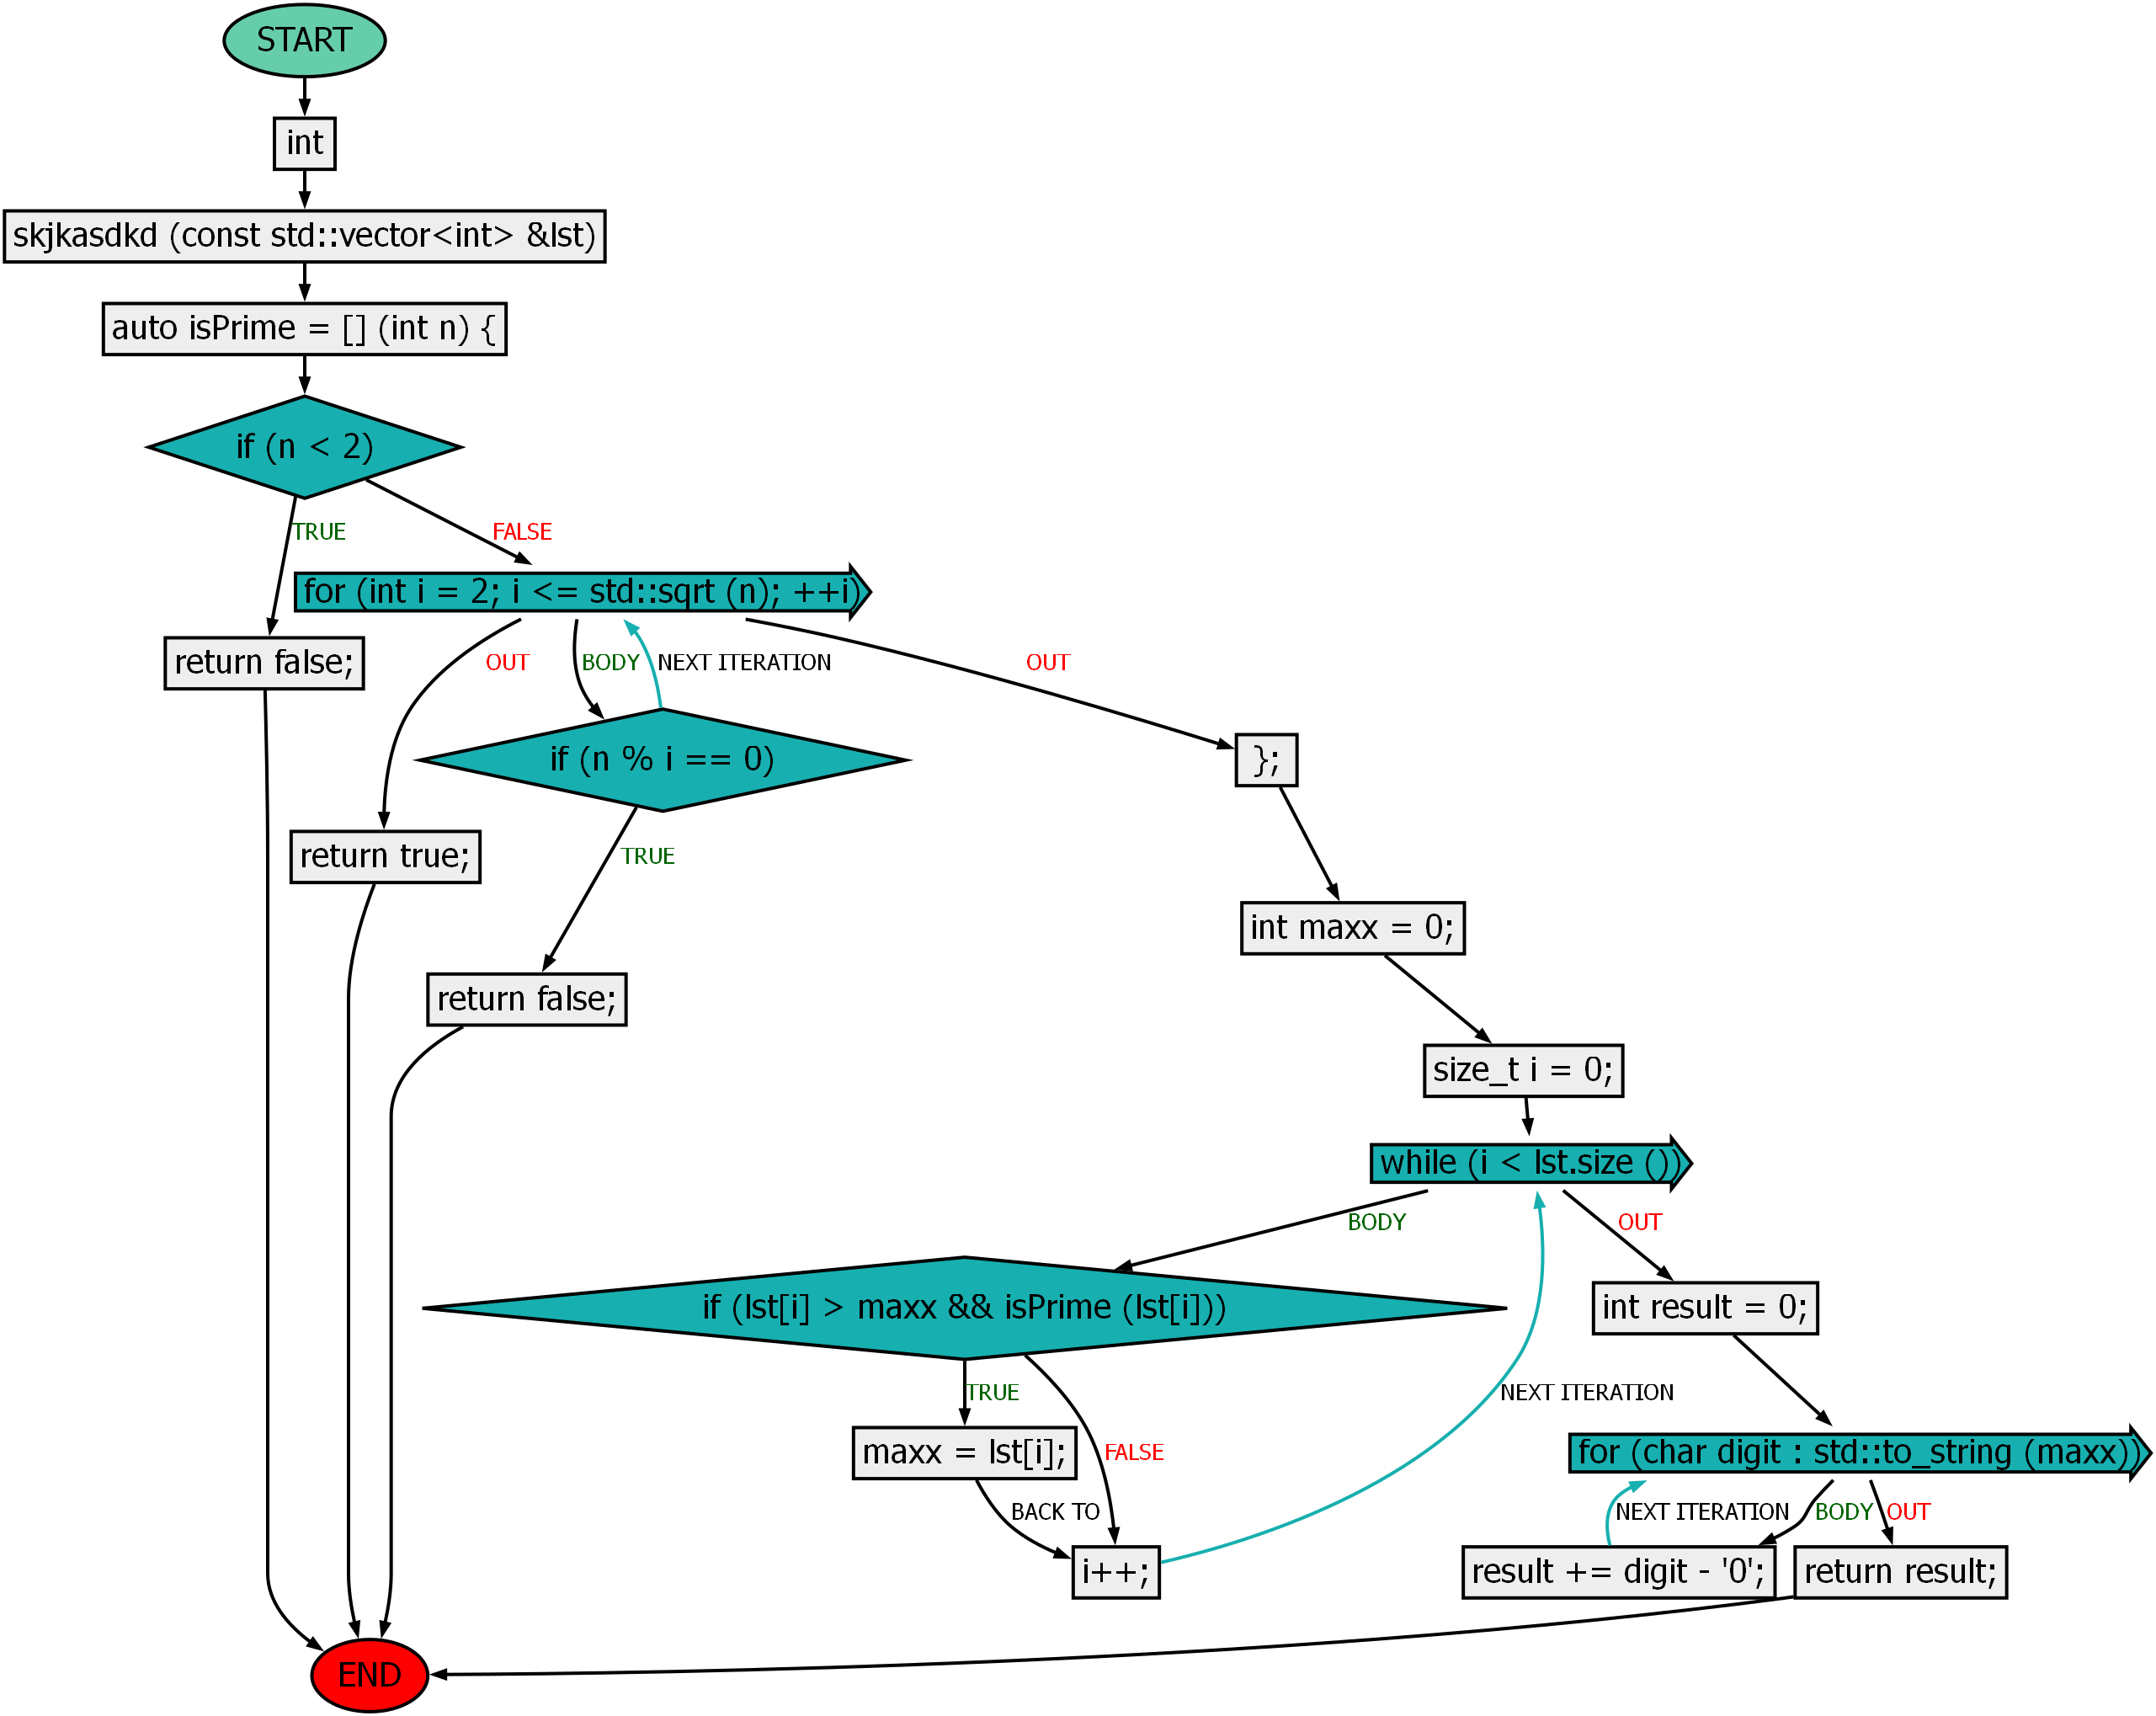 START
int
skjkasdkd (const std::vector<int> &lst)
auto isPrime = [] (int n) {
if (n < 2)
TRUE
FALSE
for (int i = 2; i <= std::sqrt (n); ++i)
return false;
OUT
BODY
NEXT ITERATION
OUT
if (n % i == 0)
};
return true;
TRUE
int maxx = 0;
return false;
size_t i = 0;
while (i < lst.size ())
BODY
OUT
if (lst[i] > maxx && isPrime (lst[i]))
int result = 0;
TRUE
NEXT ITERATION
maxx = lst[i];
FALSE
for (char digit : std::to_string (maxx))
BACK TO
NEXT ITERATION
BODY
OUT
i++;
result += digit - '0';
return result;
END